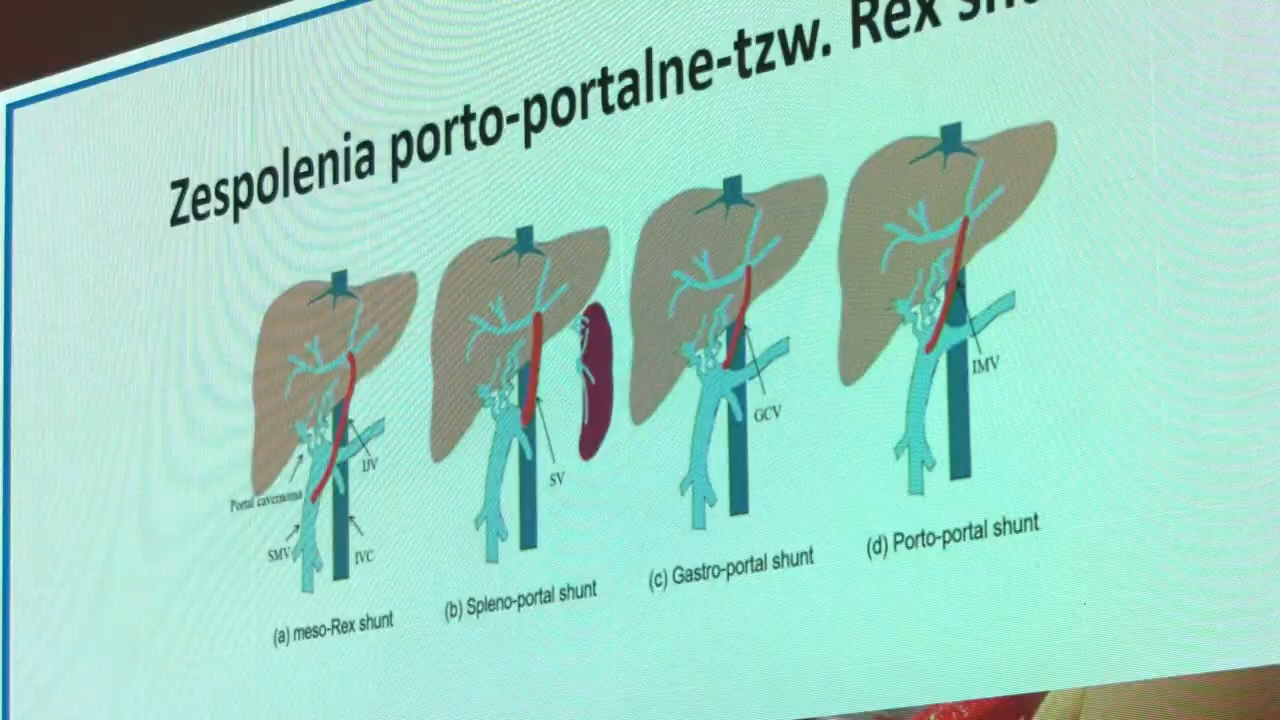 Zespolenia porto-portalne-tzw. Rex
Portal cavernoma
SMV
IJV
IVC
(a) meso-Rex shunt
SV
(b) Spleno-portal shunt
GCV
(c) Gastro-portal shunt
IMV
(d) Porto-portal shunt